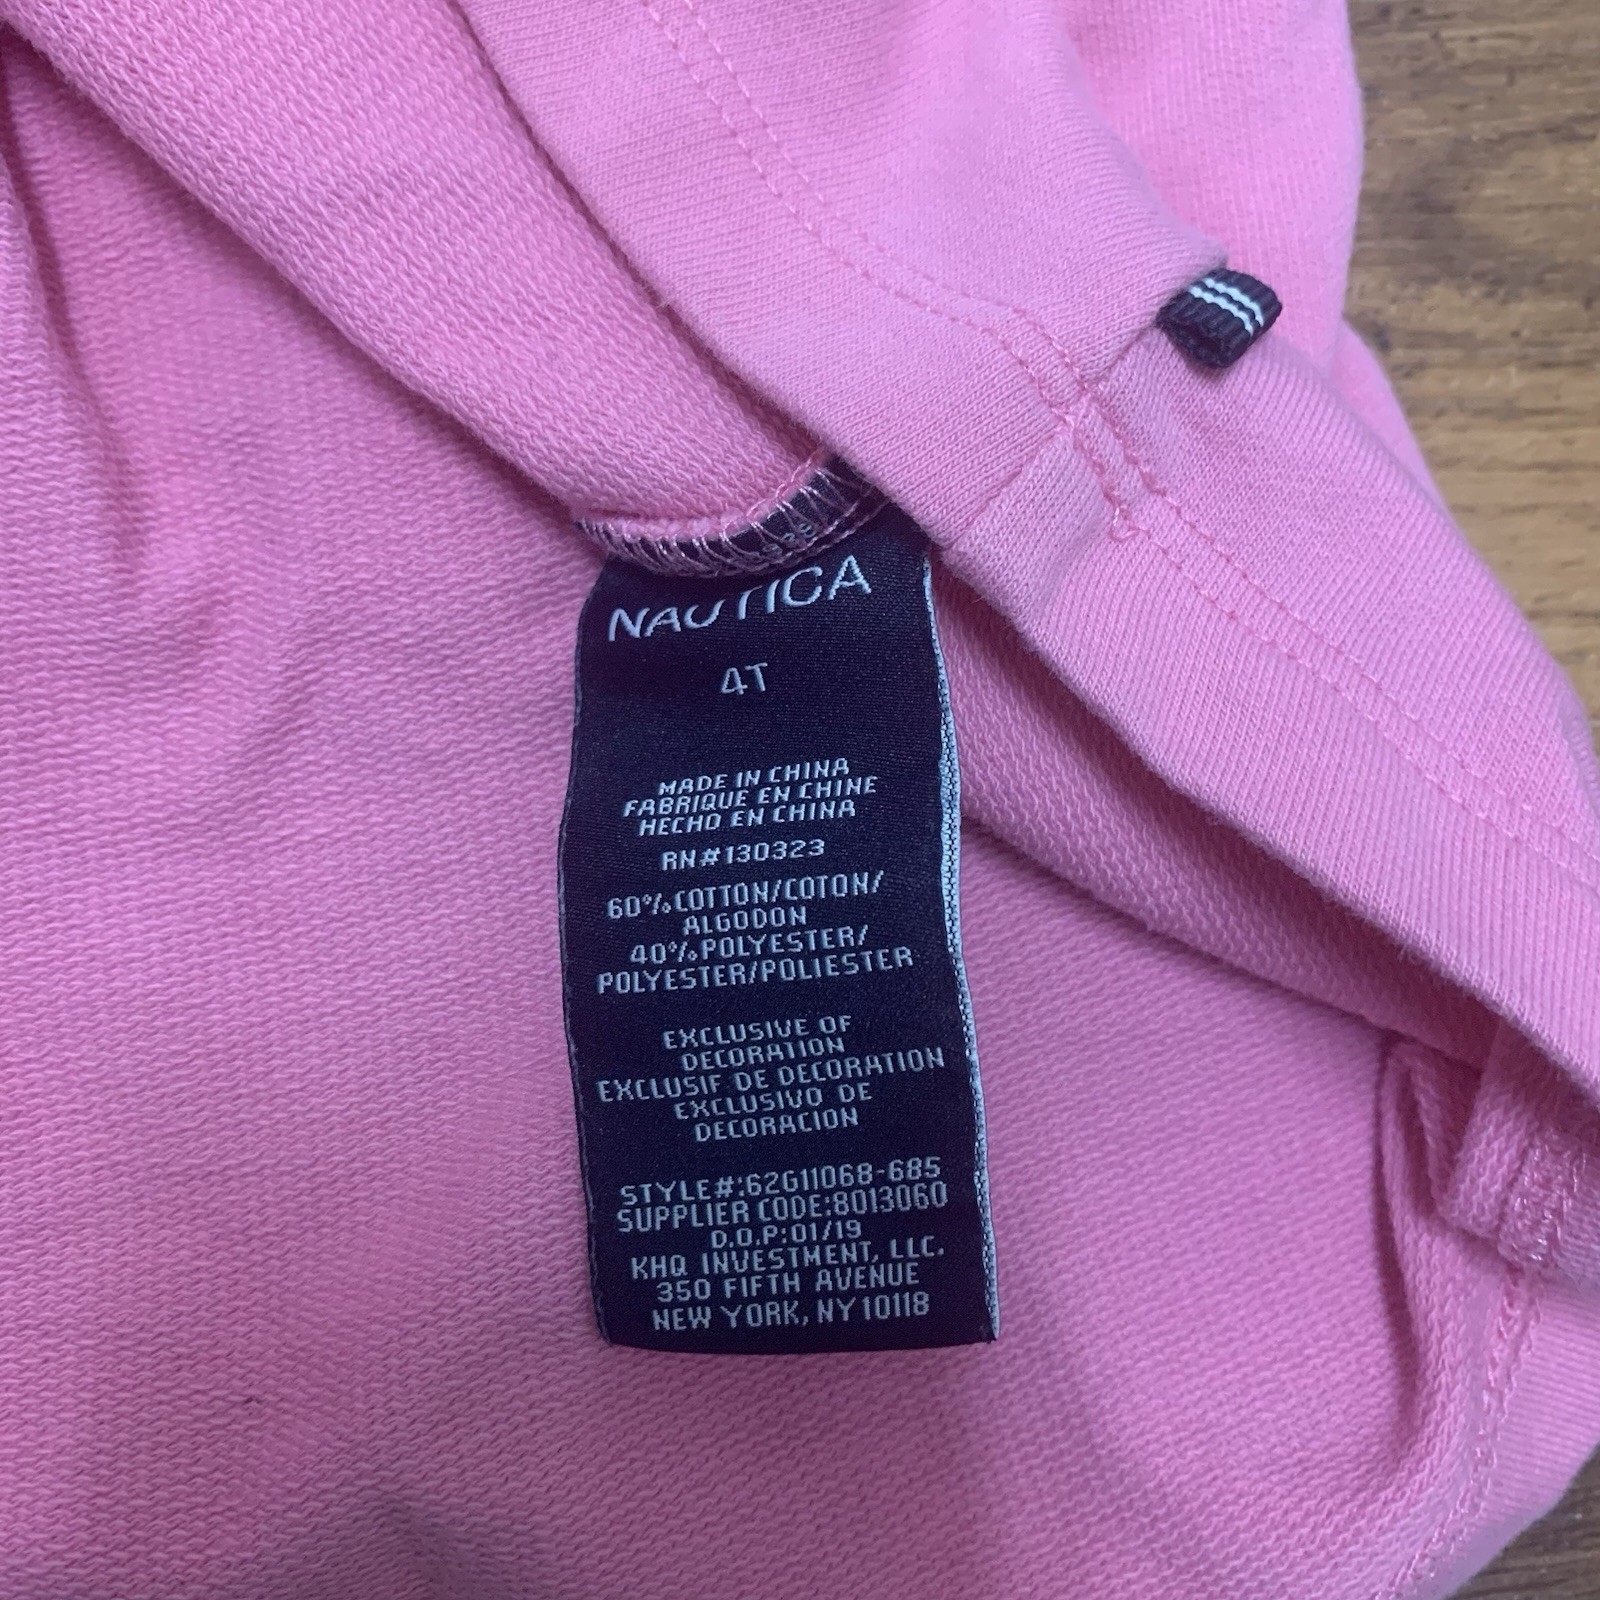 NAUTICA
4T
MADE IN CHINA
FABRIQUE EN CHINE
HECHO EN CHINA
RN#130323
60%COTTON/COTON/
ALGODON
40%POLYESTER/
POLYESTER/POLIESTER
EXCLUSIVE OF
DECORATION
EXCLUSIF DE DECORATION
EXCLUSIVO DE
DECORACION
STYLE#:62G11068-685
SUPPLIER CODE:8013060
D.O.P:01/19
KHQ INVESTMENT, LLC.
350 FIFTH AVENUE
NEW YORK, NY 10118